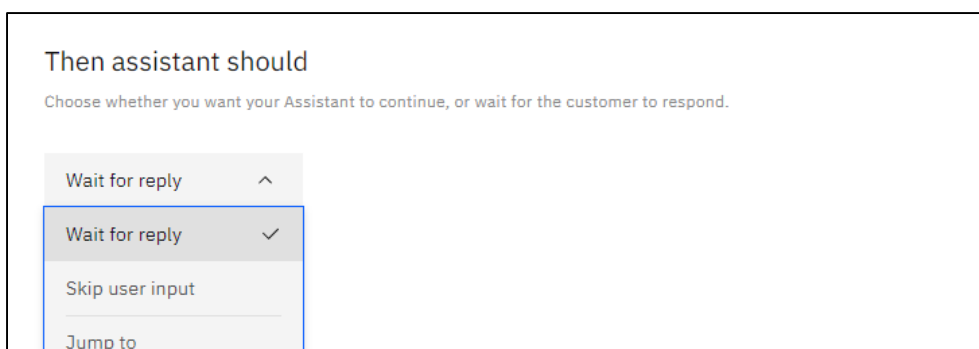 Then assistant should
Choose whether you want your Assistant to continue, or wait for the customer to respond.
Wait for reply
Wait for reply
Skip user input
Jump to